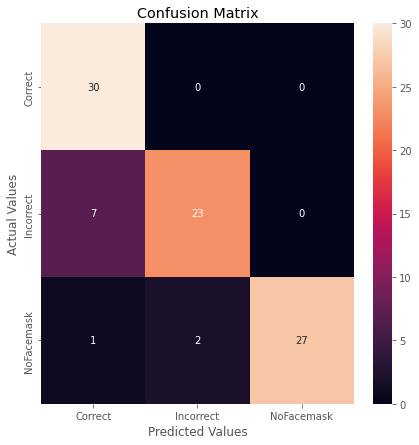 Confusion Matrix
Actual Values
Correct
30 0 0
Incorrect
7 23 0
NoFacemask
1 2 27
Correct Incorrect NoFacemask
Predicted Values
30
25
20
15
10
5
0